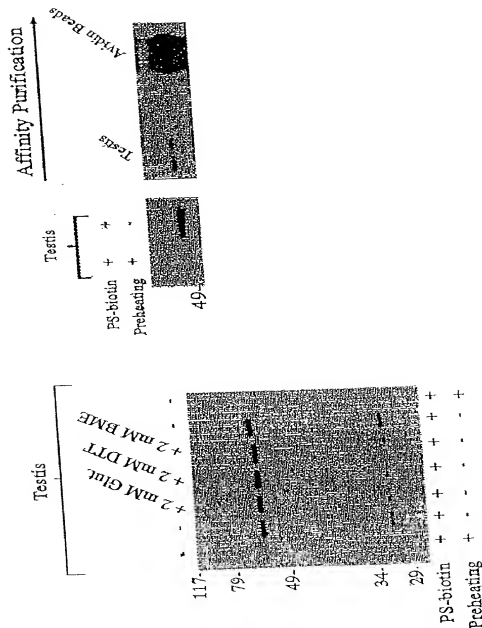 Testis
- - + 2 mM Glut. + 2 mM DTT + 2 mM BME - -
117-
79-
49-
34-
29-
PS-biotin + + + + + + +
Preheating + - - - - - +
Testis
PS-biotin + +
Preheating + -
49-
Affinity Purification
Testis
Avidin Beads